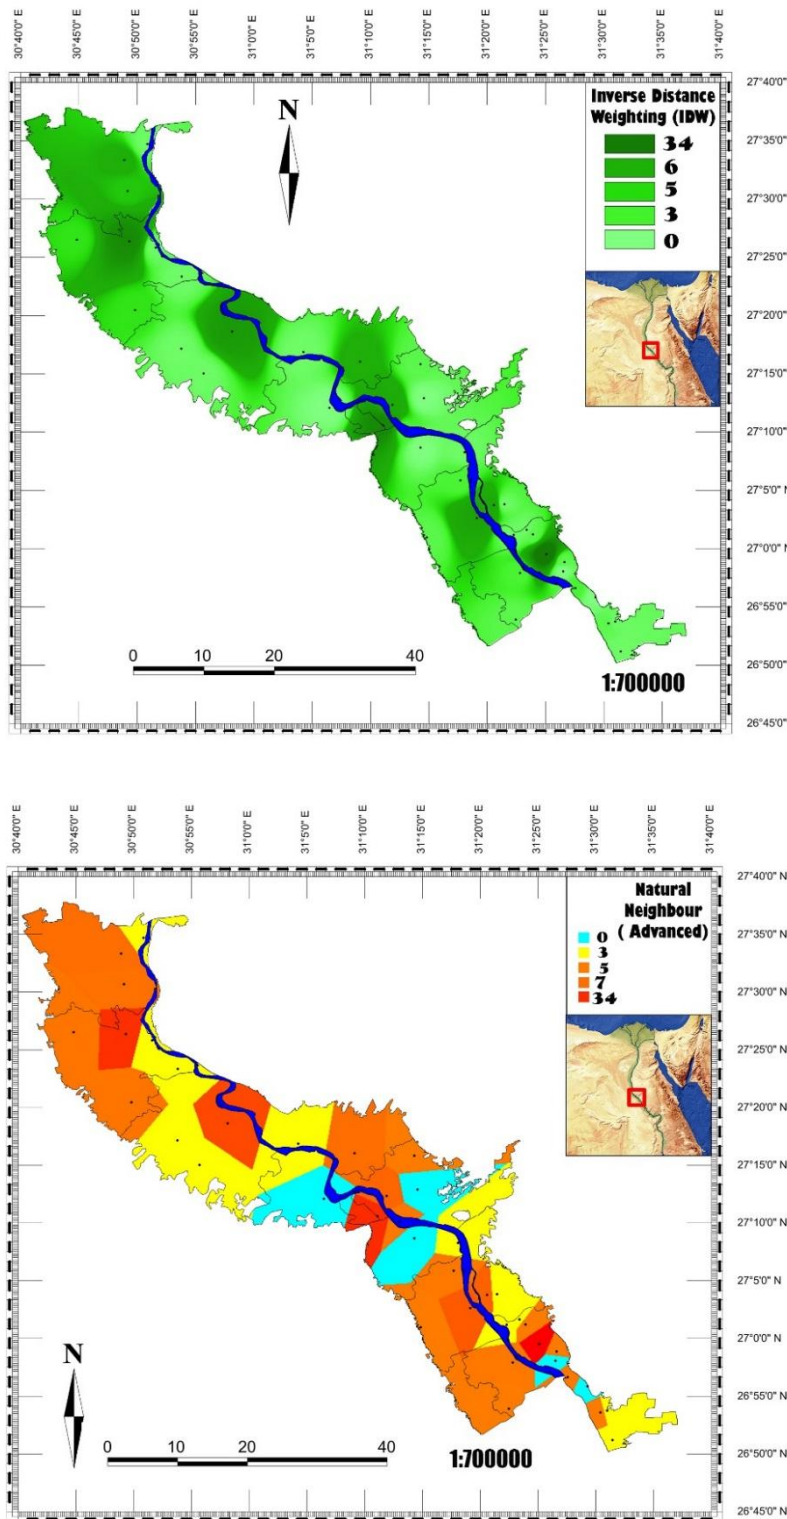 30°40'0" E 30°45'0" E 30°50'0" E 30°55'0" E 31°0'0" E 31°5'0" E 31°10'0" E 31°15'0" E 31°20'0" E 31°25'0" E 31°30'0" E 31°35'0" E 31°40'0" E
27°40'0"
27°35'0"
27°30'0"
27°25'0"
27°20'0"
27°15'0"
27°10'0"
27°5'0" N
27°0'0" N
26°55'0"
26°50'0"
26°45'0"
N
Inverse Distance
Weighting (IDW)
34
6
5
3
0
0 10 20 40
1:700000
30°40'0" E 30°45'0" E 30°50'0" E 30°55'0" E 31°0'0" E 31°5'0" E 31°10'0" E 31°15'0" E 31°20'0" E 31°25'0" E 31°30'0" E 31°35'0" E 31°40'0" E
27°40'0" N
27°35'0" N
27°30'0" N
27°25'0" N
27°20'0" N
27°15'0" N
27°10'0" N
27°5'0" N
27°0'0" N
26°55'0" N
26°50'0" N
26°45'0" N
Natural
Neighbour
( Advanced)
0
3
5
7
34
N
0 10 20 40
1:700000